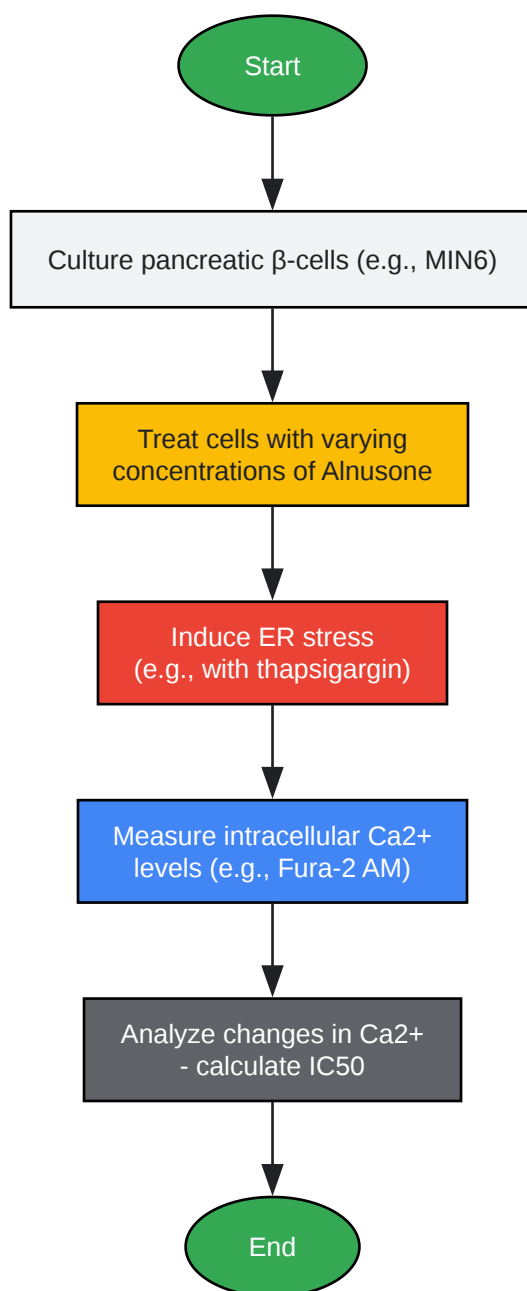 Start
Culture pancreatic β-cells (e.g., MIN6)
Treat cells with varying
concentrations of Alnusone
Induce ER stress
(e.g., with thapsigargin)
Measure intracellular Ca2+
levels (e.g., Fura-2 AM)
Analyze changes in Ca2+
- calculate IC50
End